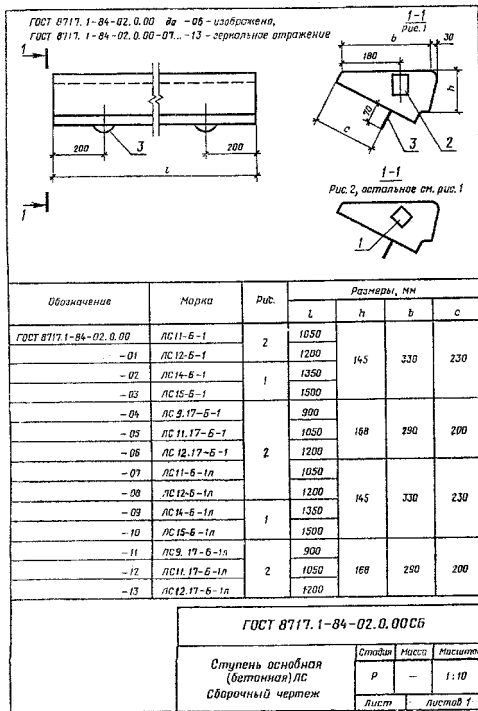 ГОСТ 8717.1-84-02.0.00 до -06 - изображено,
ГОСТ 8717.1-84-02.0.00-07... -13 - зеркальное отражение
1
1
200
3
200
l
1-1
Рис. 1
b
30
180
h
70
c
3
2
1-1
Рис. 2, остальное см. рис. 1
1
Обозначение Марка Рис. Размеры, мм
l h b c
ГОСТ 8717.1-84-02.0.00 ЛС11-Б-1 2 1050 145 330 230
-01 ЛС12-Б-1 1200
-02 ЛС14-Б-1 1 1350
-03 ЛС15-Б-1 1500
-04 ЛС9.17-Б-1 2 900 168 290 200
-05 ЛС11.17-Б-1 1050
-06 ЛС12.17-Б-1 1200
-07 ЛС11-Б-1л 1050 145 330 230
-08 ЛС12-Б-1л 1200
-09 ЛС14-Б-1л 1 1350
-10 ЛС15-Б-1л 1500
-11 ЛС9.17-Б-1л 2 900 168 290 200
-12 ЛС11.17-Б-1л 1050
-13 ЛС12.17-Б-1л 1200
ГОСТ 8717.1-84-02.0.00СБ
Ступень основная
(бетонная) ЛС
Сборочный чертеж
Стадия Масса Масштаб
Р - 1:10
Лист Листов 1